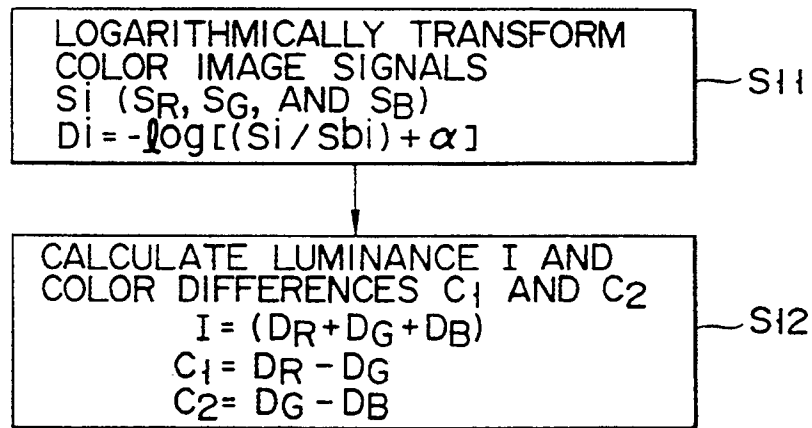 LOGARITHMICALLY TRANSFORM
COLOR IMAGE SIGNALS
Si (SR, SG, AND SB)
Di = -log[(Si/Sbi)+α]
S11
CALCULATE LUMINANCE I AND
COLOR DIFFERENCES C1 AND C2
I = (DR+DG+DB)
C1 = DR - DG
C2 = DG - DB
S12